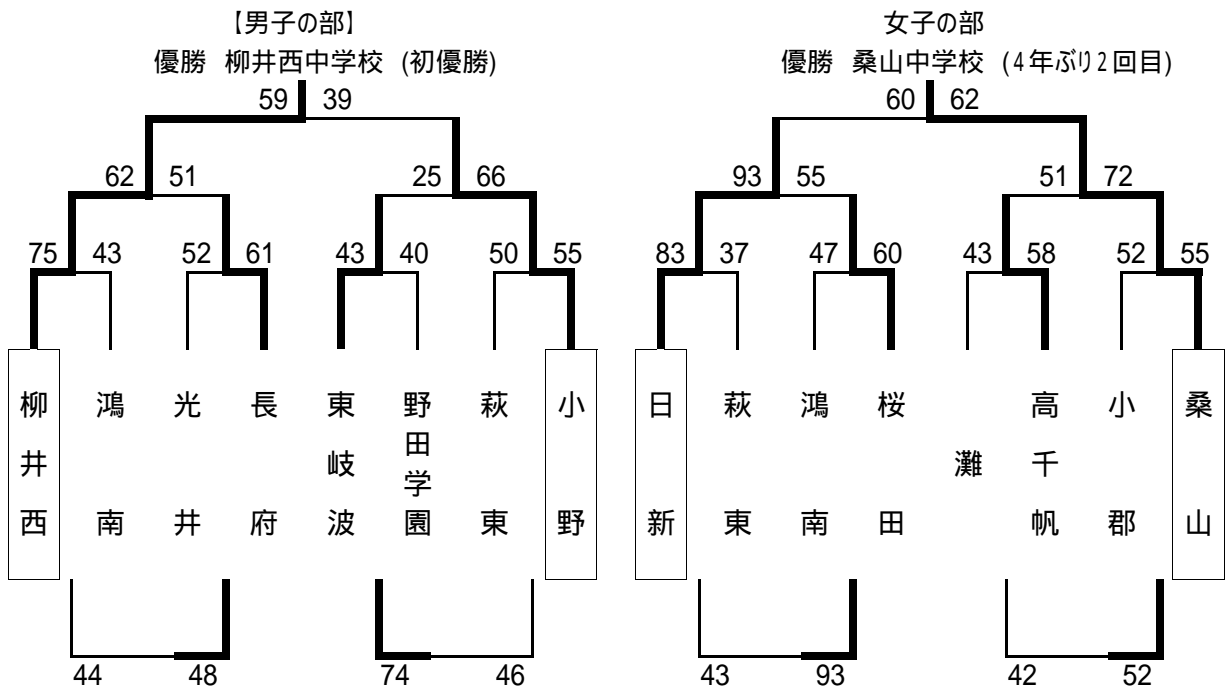 【男子の部】
優勝 柳井西中学校 (初優勝)
59 39
62 51 25 66
75 43 52 61 43 40 50 55
柳井西 鴻南 光井 長府 東岐波 野田学園 萩東 小野
44 48 74 46
女子の部
優勝 桑山中学校 (4年ぶり2回目)
60 62
93 55 51 72
83 37 47 60 43 58 52 55
日新 萩東 鴻南 桜田 灘 高千帆 小郡 桑山
43 93 42 52